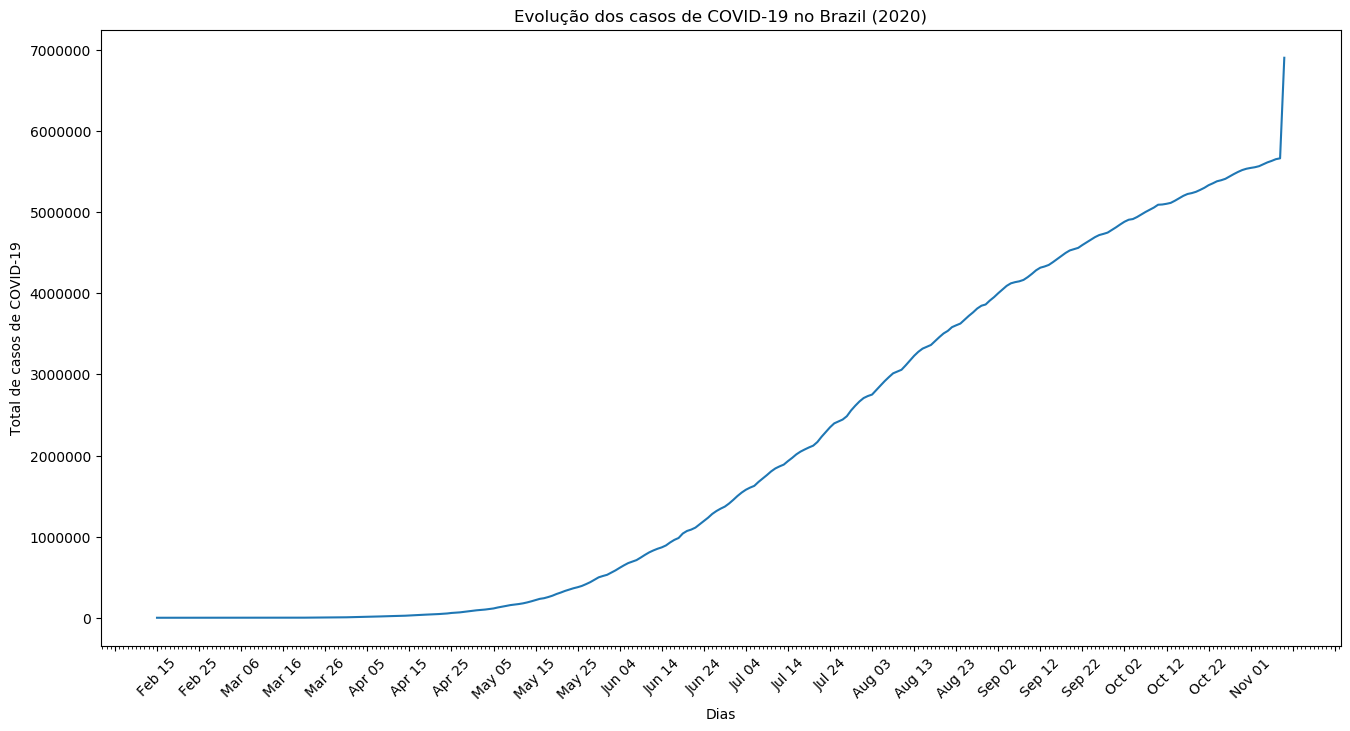 Evolução dos casos de COVID-19 no Brazil (2020)
Total de casos de COVID-19
7000000
6000000
5000000
4000000
3000000
2000000
1000000
0
Feb 15
Feb 25
Mar 06
Mar 16
Mar 26
Apr 05
Apr 15
Apr 25
May 05
May 15
May 25
Jun 04
Jun 14
Jun 24
Jul 04
Jul 14
Jul 24
Aug 03
Aug 13
Aug 23
Sep 02
Sep 12
Sep 22
Oct 02
Oct 12
Oct 22
Nov 01
Dias